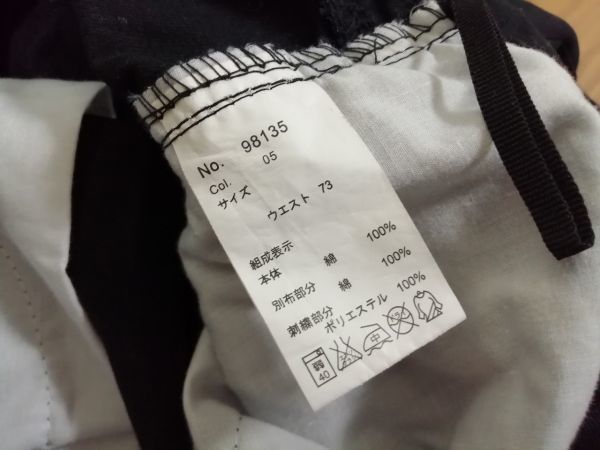 No. 98135
Col. 05
サイズ
ウエスト 73
組成表示
本体 綿 100%
別布部分 綿 100%
刺繍部分
ポリエステル 100%
弱
40
中